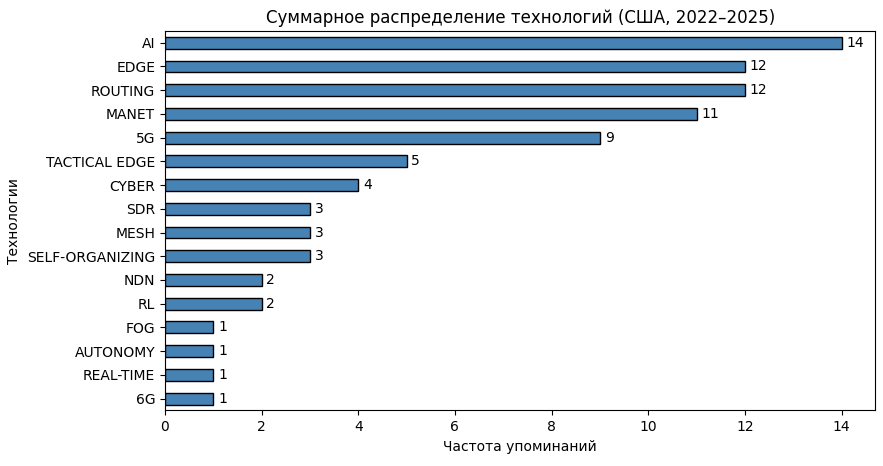 Суммарное распределение технологий (США, 2022–2025)
Технологии
AI 14
EDGE 12
ROUTING 12
MANET 11
5G 9
TACTICAL EDGE 5
CYBER 4
SDR 3
MESH 3
SELF-ORGANIZING 3
NDN 2
RL 2
FOG 1
AUTONOMY 1
REAL-TIME 1
6G 1
0 2 4 6 8 10 12 14
Частота упоминаний